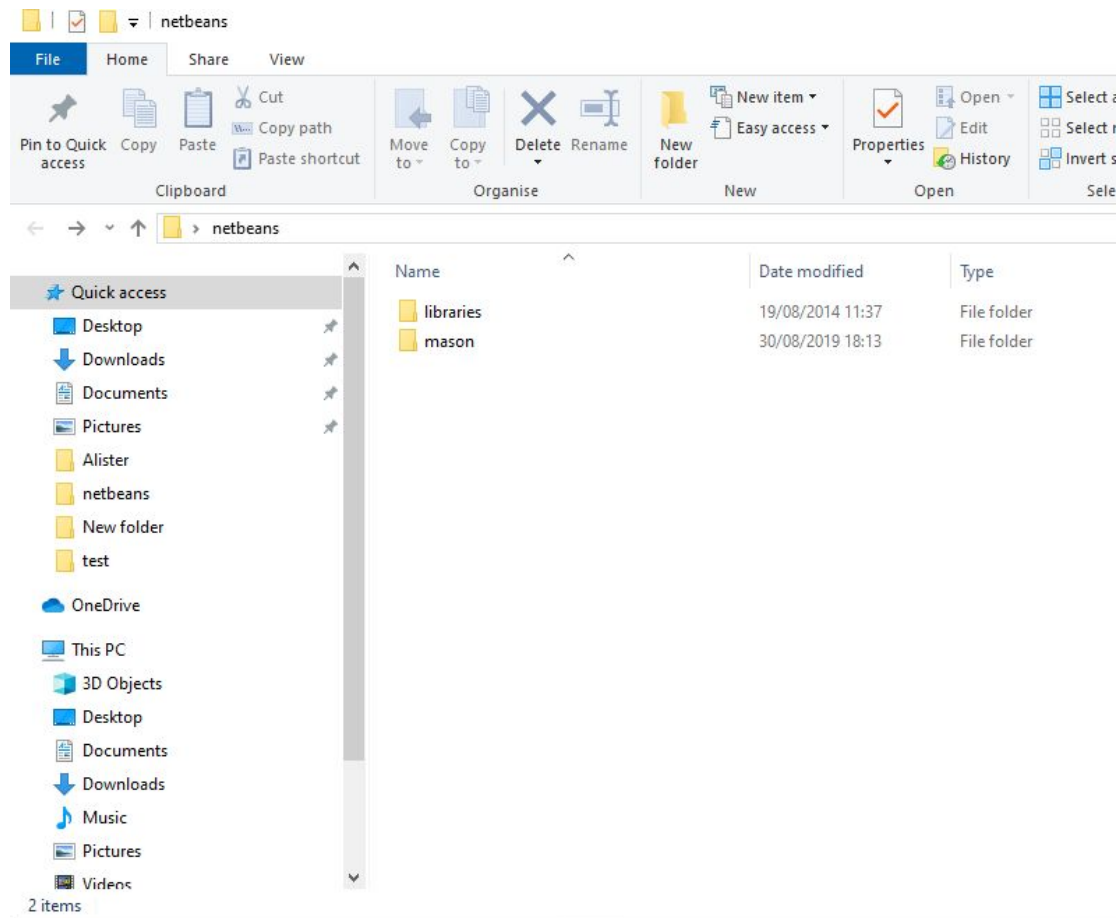 netbeans
File Home Share View
Pin to Quick access
Copy
Paste
Cut
Copy path
Paste shortcut
Clipboard
Move to
Copy to
Delete
Rename
Organise
New folder
New item
Easy access
New
Properties
Open
Edit
History
Open
Select
Select
Invert
netbeans
Name Date modified Type
Quick access
Desktop
Downloads
Documents
Pictures
Alister
netbeans
New folder
test
OneDrive
This PC
3D Objects
Desktop
Documents
Downloads
Music
Pictures
Videos
libraries 19/08/2014 11:37 File folder
mason 30/08/2019 18:13 File folder
2 items